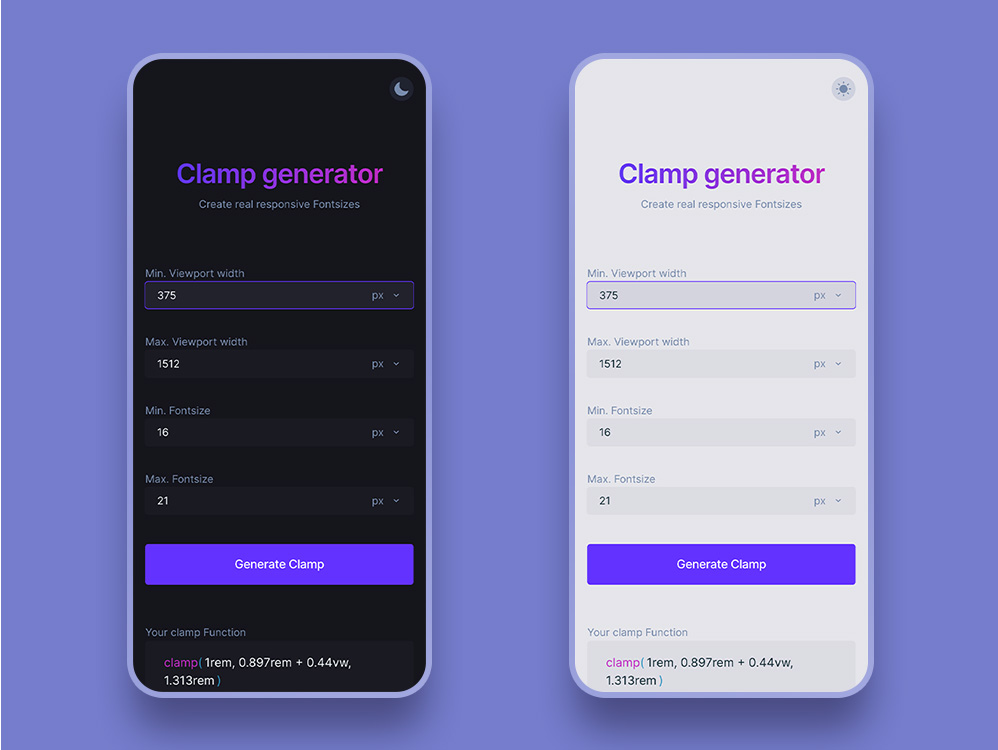 Clamp generator
Create real responsive Fontsizes
Min. Viewport width
375 px
Max. Viewport width
1512 px
Min. Fontsize
16 px
Max. Fontsize
21 px
Generate Clamp
Your clamp Function
clamp( 1rem, 0.897rem + 0.44vw,
1.313rem )
Clamp generator
Create real responsive Fontsizes
Min. Viewport width
375 px
Max. Viewport width
1512 px
Min. Fontsize
16 px
Max. Fontsize
21 px
Generate Clamp
Your clamp Function
clamp( 1rem, 0.897rem + 0.44vw,
1.313rem )